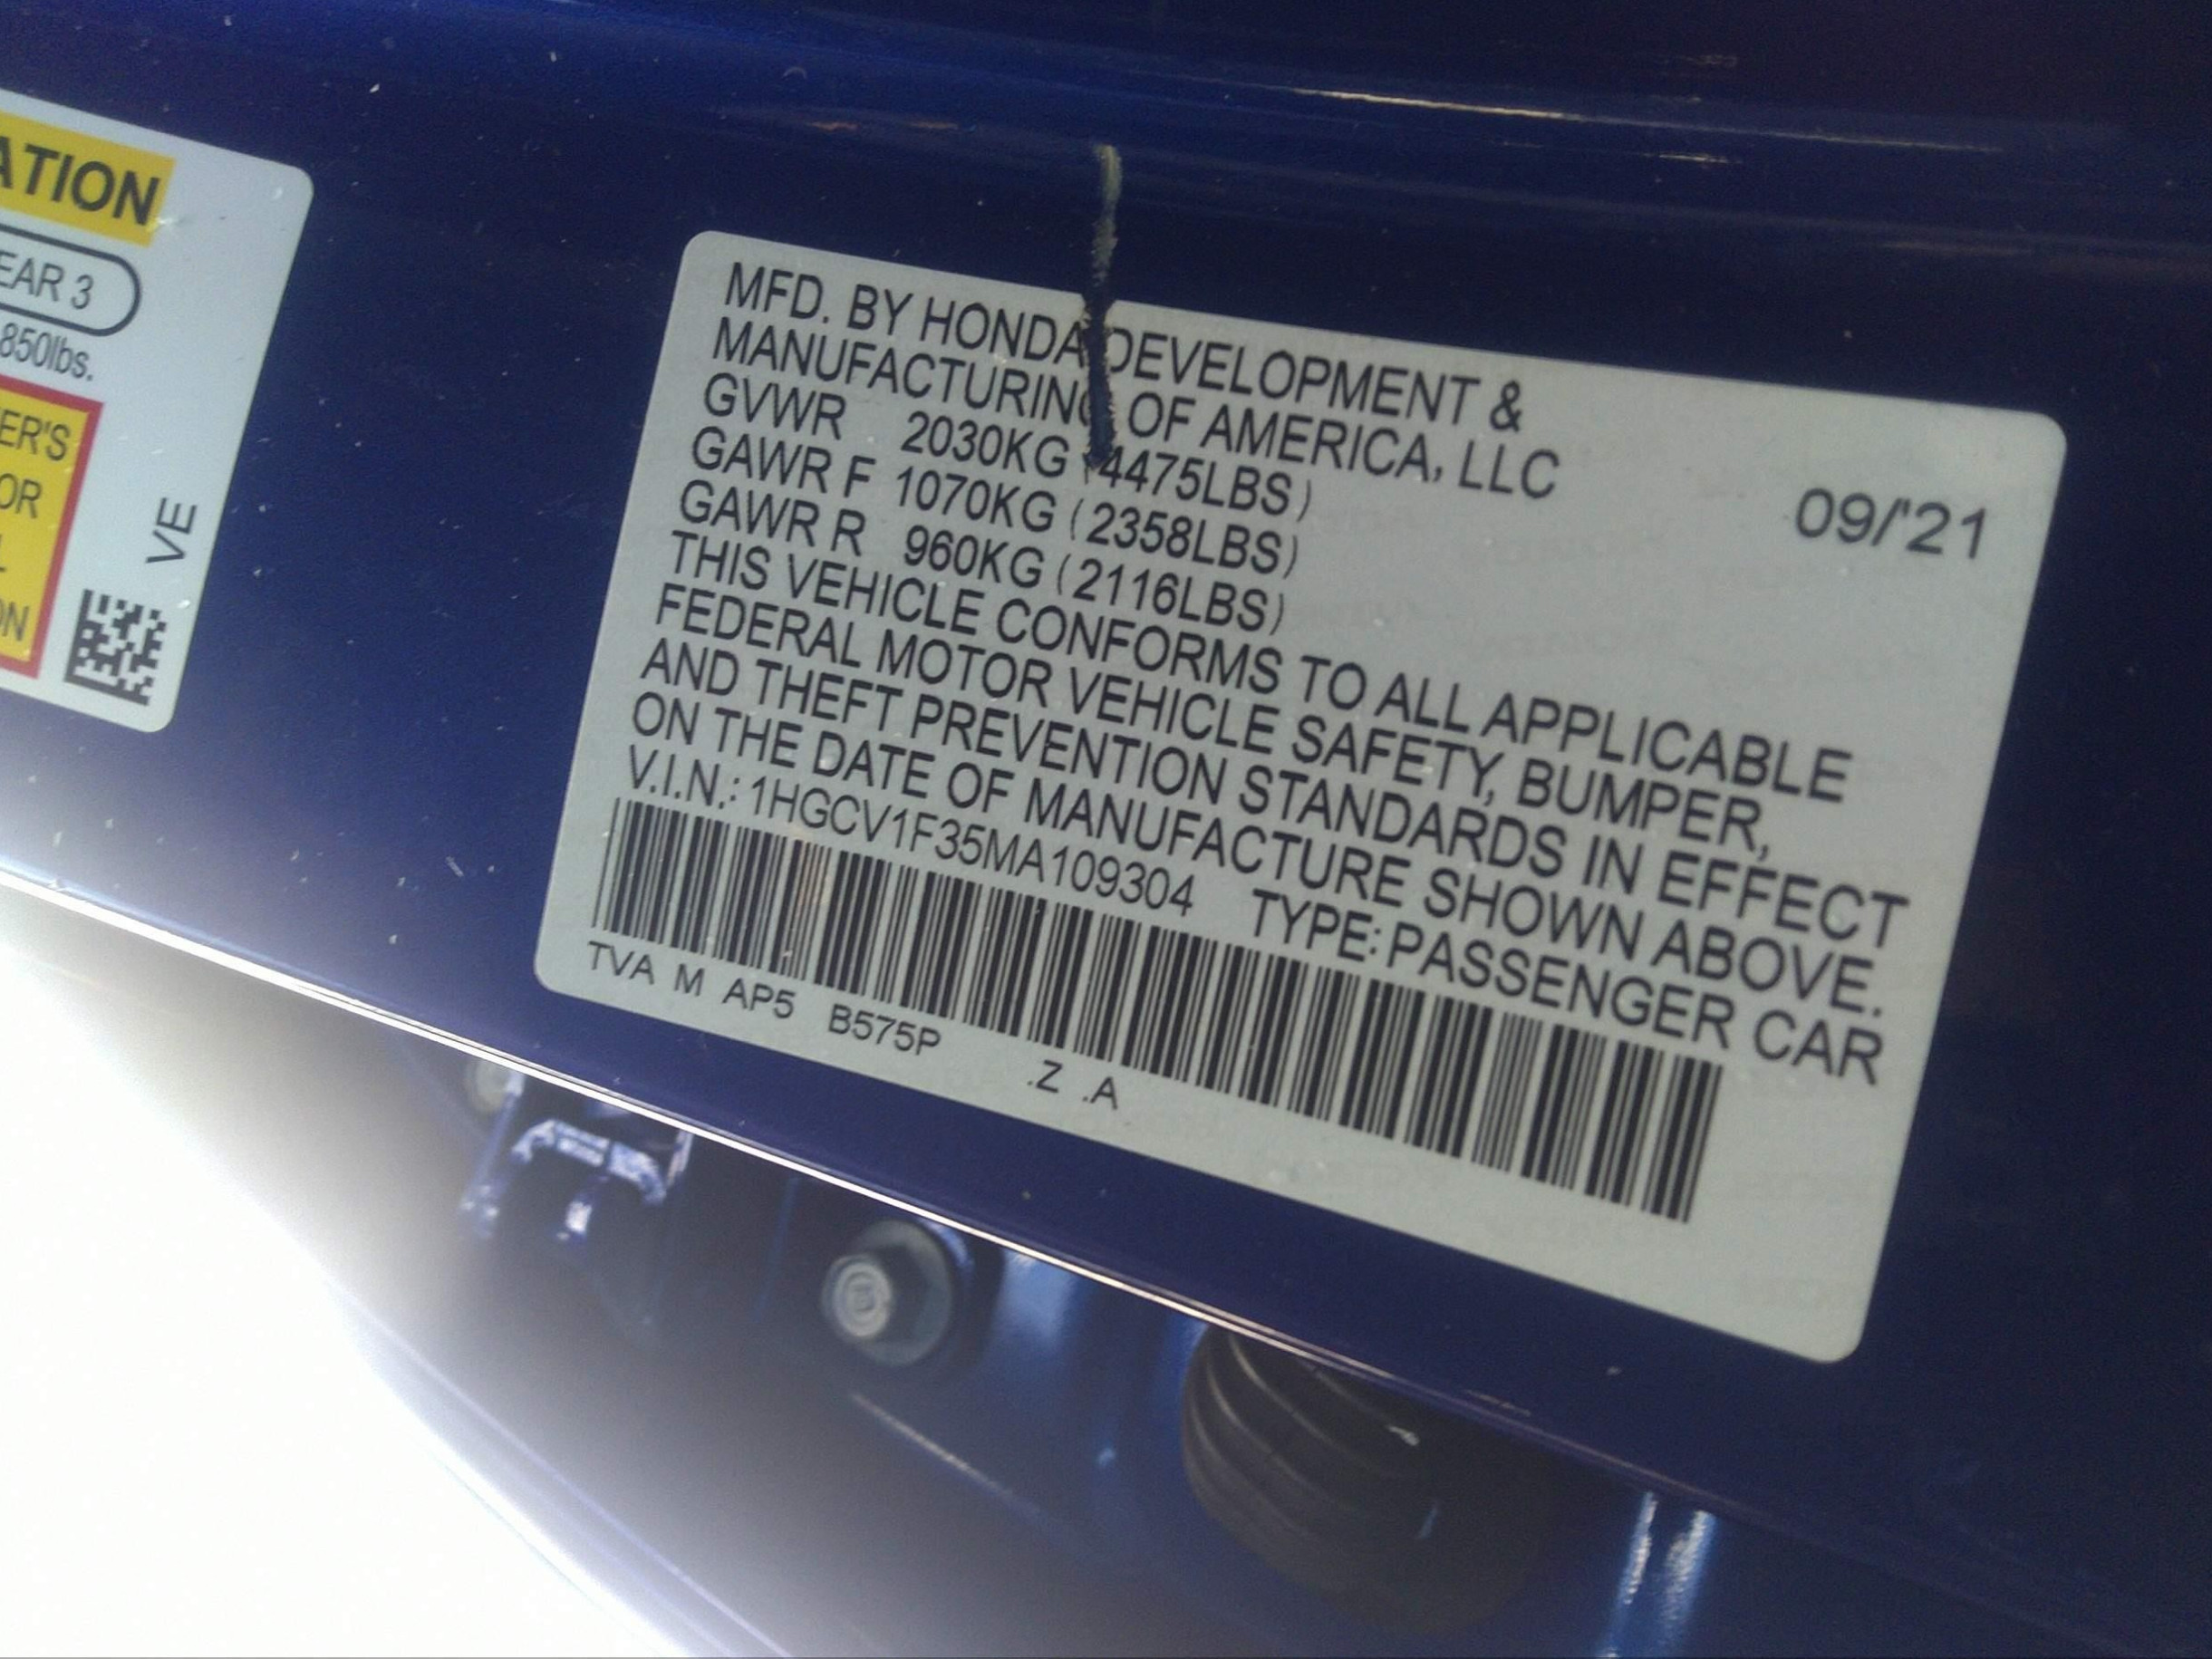 ATION
EAR 3
850lbs.
ER'S
OR
L
ON
VE
MFD. BY HONDA DEVELOPMENT &
MANUFACTURING OF AMERICA, LLC
09/'21
GVWR 2030KG (4475LBS)
GAWR F 1070KG (2358LBS)
GAWR R 960KG (2116LBS)
THIS VEHICLE CONFORMS TO ALL APPLICABLE
FEDERAL MOTOR VEHICLE SAFETY, BUMPER,
AND THEFT PREVENTION STANDARDS IN EFFECT
ON THE DATE OF MANUFACTURE SHOWN ABOVE.
V.I.N.: 1HGCV1F35MA109304 TYPE: PASSENGER CAR
TVA M AP5 B575P .Z .A